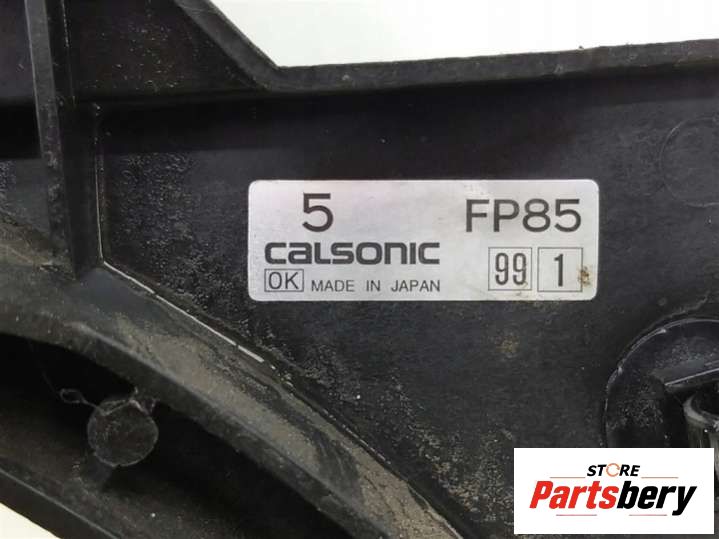 5 FP85
CALSONIC 99 1
OK MADE IN JAPAN
STORE
Partsbery